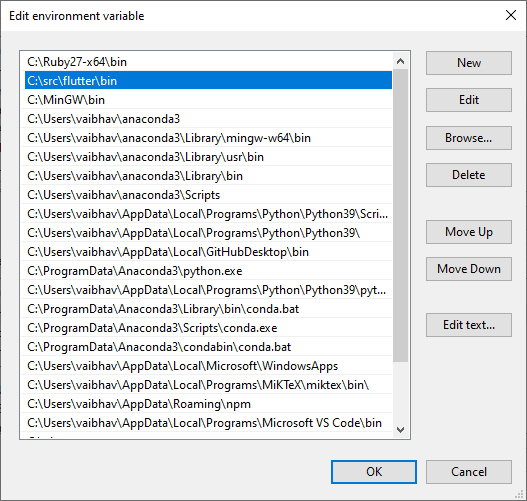 Edit environment variable
C:\Ruby27-x64\bin
C:\src\flutter\bin
C:\MinGW\bin
C:\Users\vaibhav\anaconda3
C:\Users\vaibhav\anaconda3\Library\mingw-w64\bin
C:\Users\vaibhav\anaconda3\Library\usr\bin
C:\Users\vaibhav\anaconda3\Library\bin
C:\Users\vaibhav\anaconda3\Scripts
C:\Users\vaibhav\AppData\Local\Programs\Python\Python39\Scri...
C:\Users\vaibhav\AppData\Local\Programs\Python\Python39\
C:\Users\vaibhav\AppData\Local\GitHubDesktop\bin
C:\ProgramData\Anaconda3\python.exe
C:\Users\vaibhav\AppData\Local\Programs\Python\Python39\pyt...
C:\ProgramData\Anaconda3\Library\bin\conda.bat
C:\ProgramData\Anaconda3\Scripts\conda.exe
C:\ProgramData\Anaconda3\condabin\conda.bat
C:\Users\vaibhav\AppData\Local\Microsoft\WindowsApps
C:\Users\vaibhav\AppData\Local\Programs\MiKTeX\miktex\bin\
C:\Users\vaibhav\AppData\Roaming\npm
C:\Users\vaibhav\AppData\Local\Programs\Microsoft VS Code\bin
New
Edit
Browse...
Delete
Move Up
Move Down
Edit text...
OK
Cancel